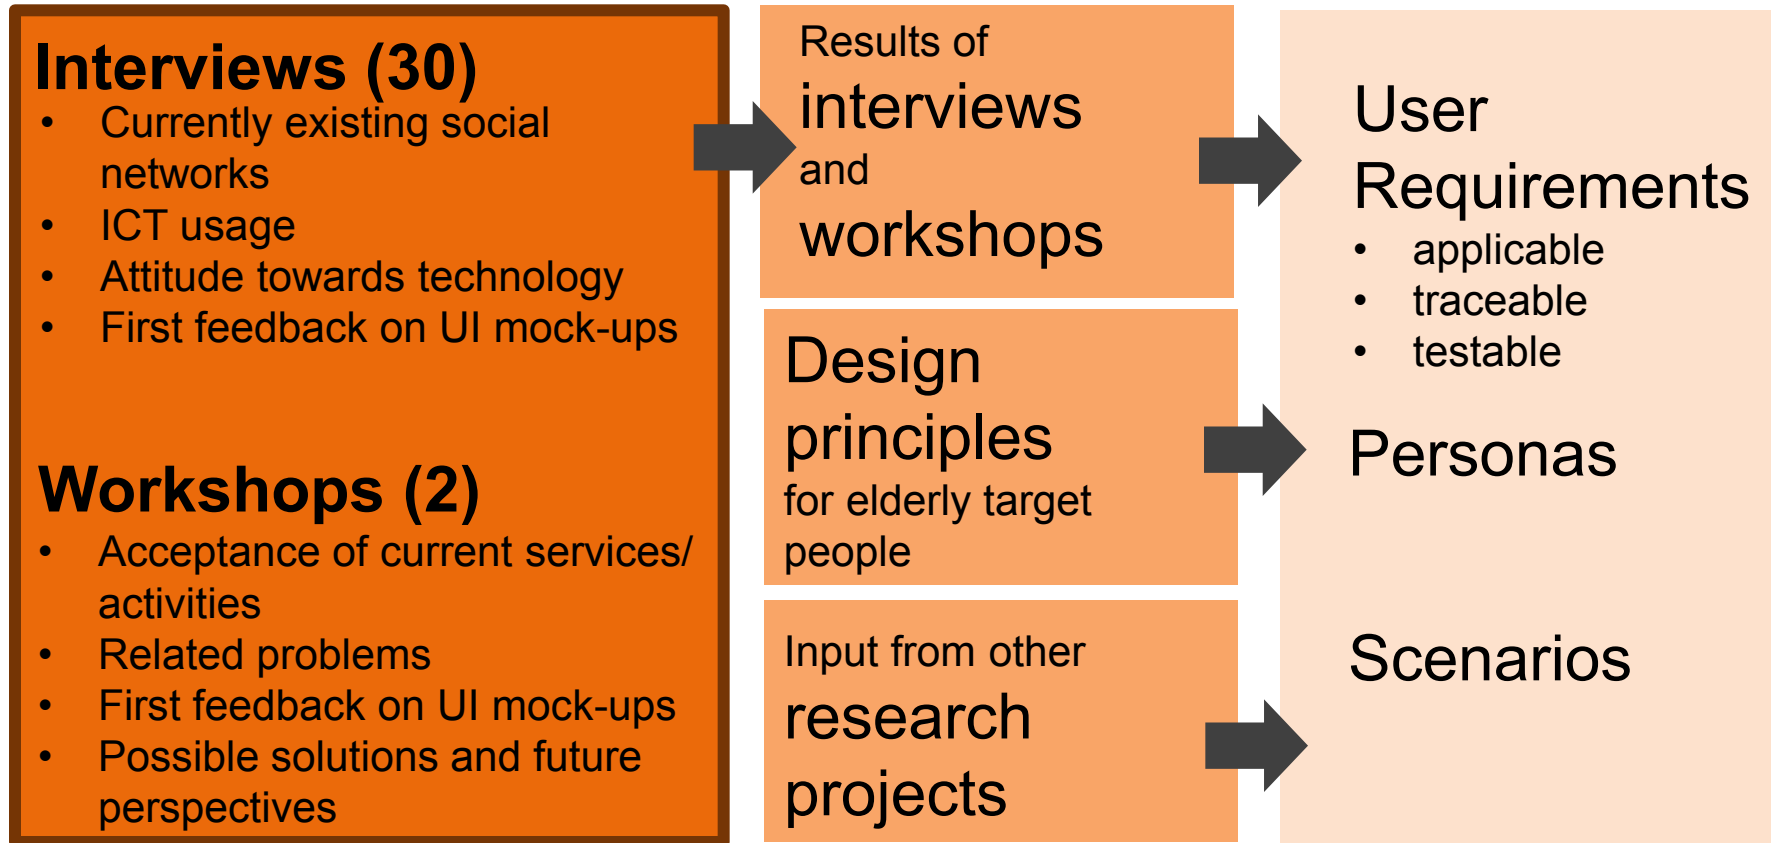 Interviews (30)
• Currently existing social
networks
• ICT usage
• Attitude towards technology
• First feedback on UI mock-ups
Workshops (2)
• Acceptance of current services/
activities
• Related problems
• First feedback on UI mock-ups
• Possible solutions and future
perspectives
Results of
interviews
and
workshops
Design
principles
for elderly target
people
Input from other
research
projects
User
Requirements
• applicable
• traceable
• testable
Personas
Scenarios